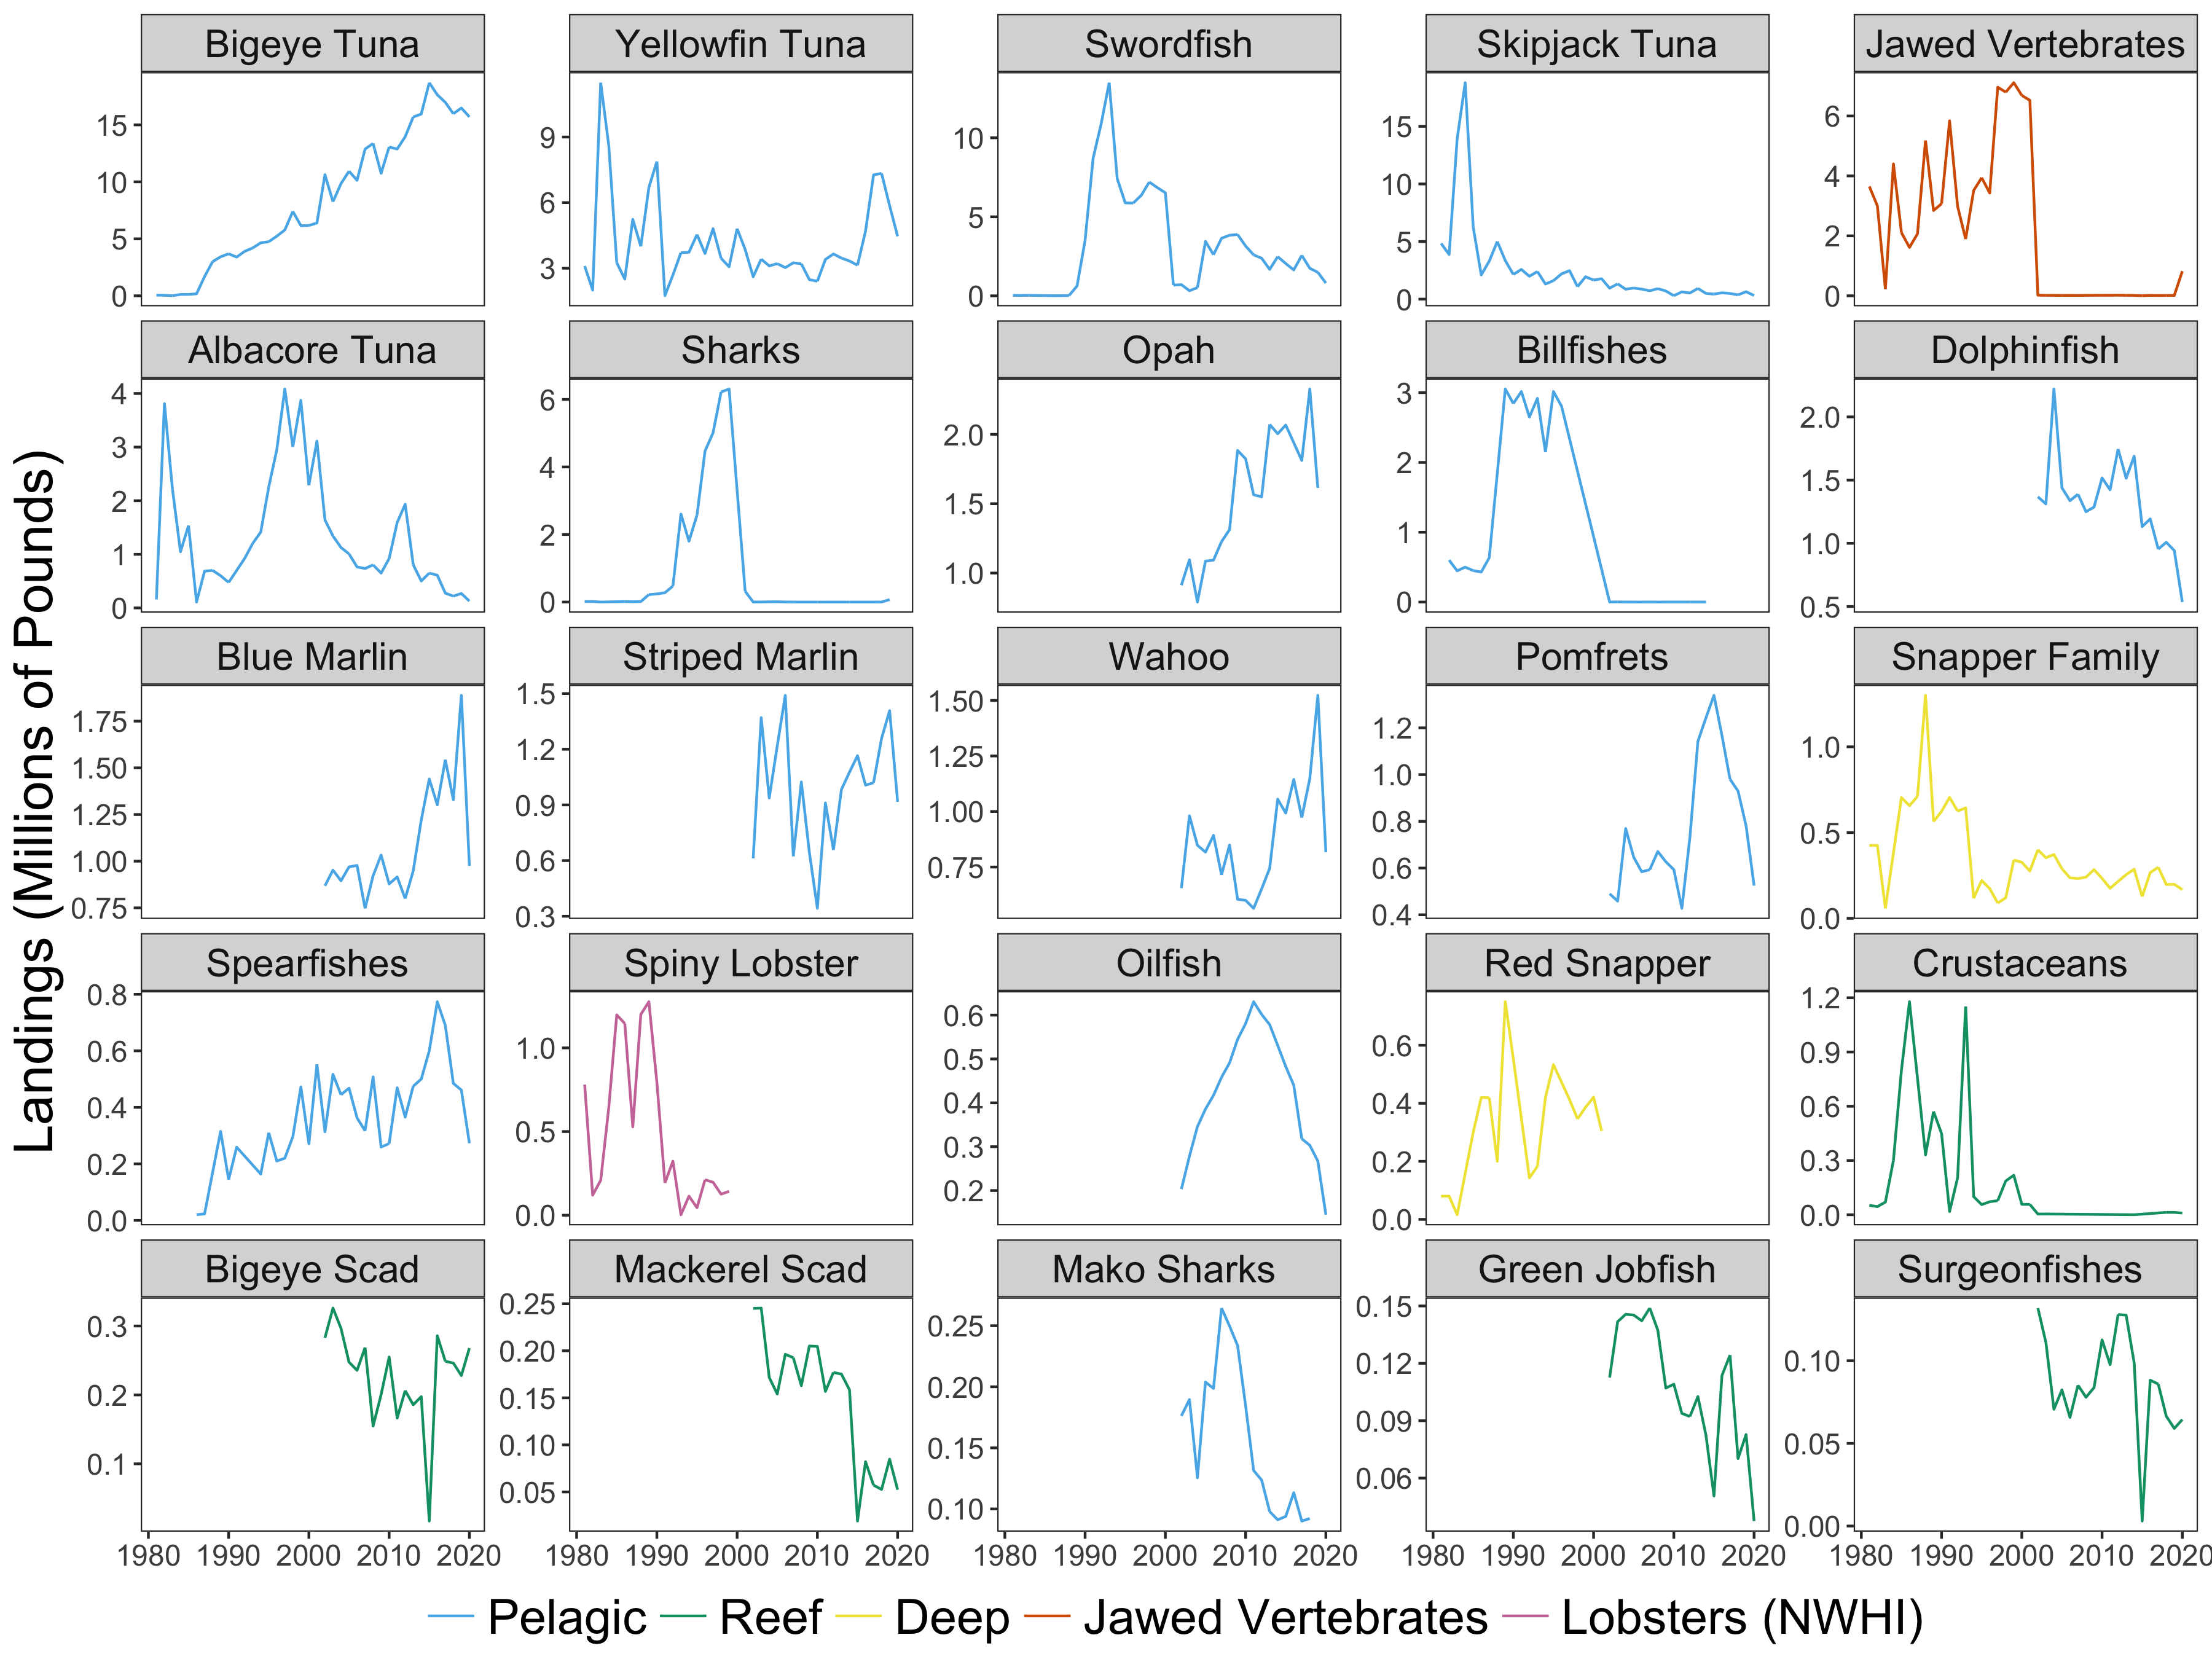 Bigeye Tuna Yellowfin Tuna Swordfish Skipjack Tuna Jawed Vertebrates
15 10 5 0
9 6 3
10 5 0
15 10 5 0
6 4 2 0
Albacore Tuna Sharks Opah Billfishes Dolphinfish
4 3 2 1 0
6 4 2 0
2.0 1.5 1.0
3 2 1 0
2.0 1.5 1.0 0.5
Landings (Millions of Pounds)
Blue Marlin Striped Marlin Wahoo Pomfrets Snapper Family
1.75 1.50 1.25 1.00 0.75
1.5 1.2 0.9 0.6 0.3
1.50 1.25 1.00 0.75
1.2 1.0 0.8 0.6 0.4
1.0 0.5 0.0
Spearfishes Spiny Lobster Oilfish Red Snapper Crustaceans
0.8 0.6 0.4 0.2 0.0
1.0 0.5 0.0
0.6 0.5 0.4 0.3 0.2
0.6 0.4 0.2 0.0
1.2 0.9 0.6 0.3 0.0
Bigeye Scad Mackerel Scad Mako Sharks Green Jobfish Surgeonfishes
0.3 0.2 0.1
0.25 0.20 0.15 0.10 0.05
0.25 0.20 0.15 0.10
0.15 0.12 0.09 0.06
0.10 0.05 0.00
1980 1990 2000 2010 2020 1980 1990 2000 2010 2020 1980 1990 2000 2010 2020 1980 1990 2000 2010 2020 1980 1990 2000 2010 2020
Pelagic Reef Deep Jawed Vertebrates Lobsters (NWHI)